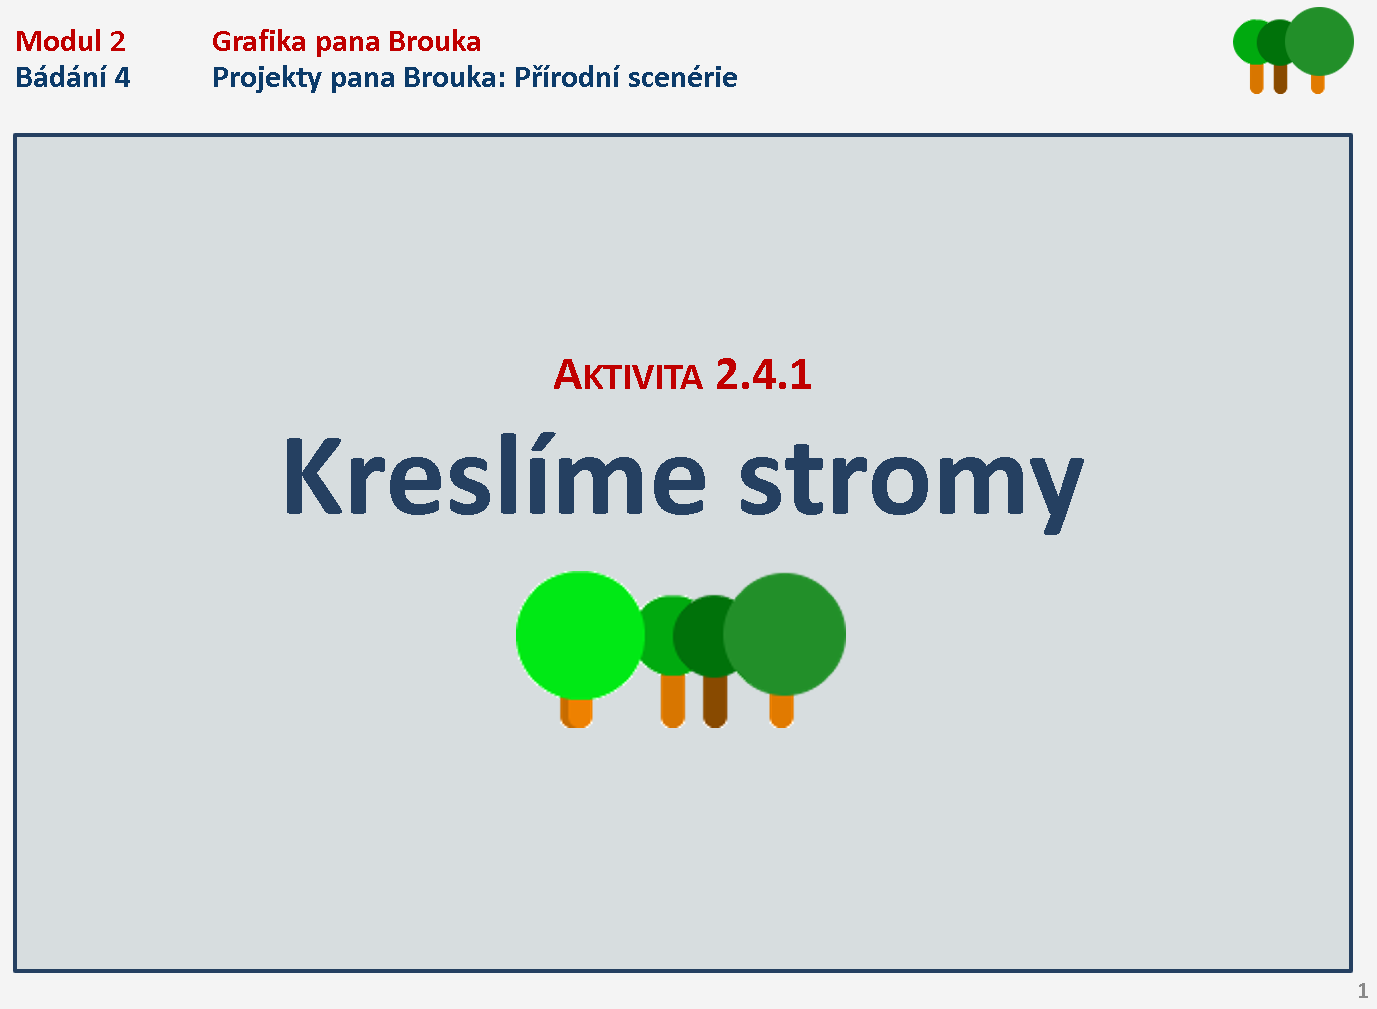 Modul 2 Grafika pana Brouka
Bádání 4 Projekty pana Brouka: Přírodní scenérie
Aktivita 2.4.1
Kreslíme stromy
1